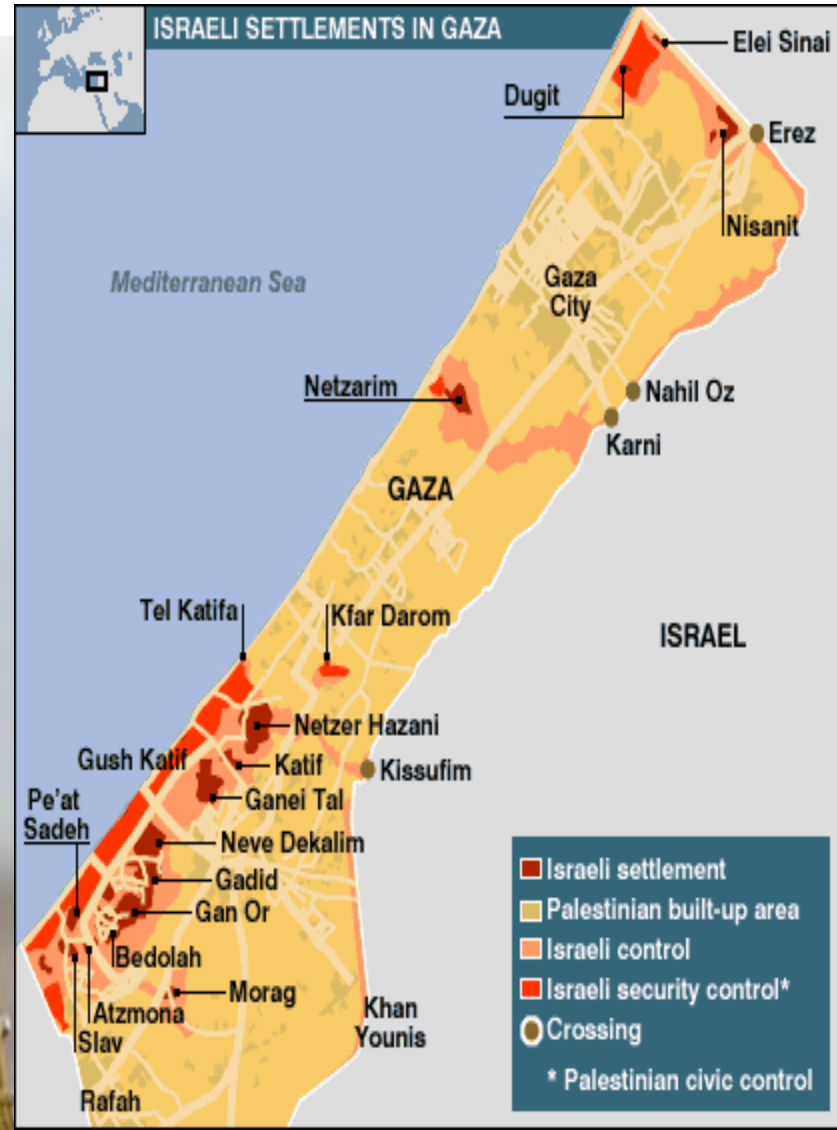 ISRAELI SETTLEMENTS IN GAZA
Elei Sinai
Dugit
Erez
Nisanit
Mediterranean Sea
Gaza
City
Netzarim
Nahil Oz
Karni
GAZA
Tel Katifa
Kfar Darom
ISRAEL
Netzer Hazani
Gush Katif
Katif
Kissufim
Pe'at
Sadeh
Ganei Tal
Neve Dekalim
Gadid
Gan Or
Bedolah
Morag
Atzmona
Slav
Khan
Younis
Rafah
Israeli settlement
Palestinian built-up area
Israeli control
Israeli security control*
Crossing
* Palestinian civic control